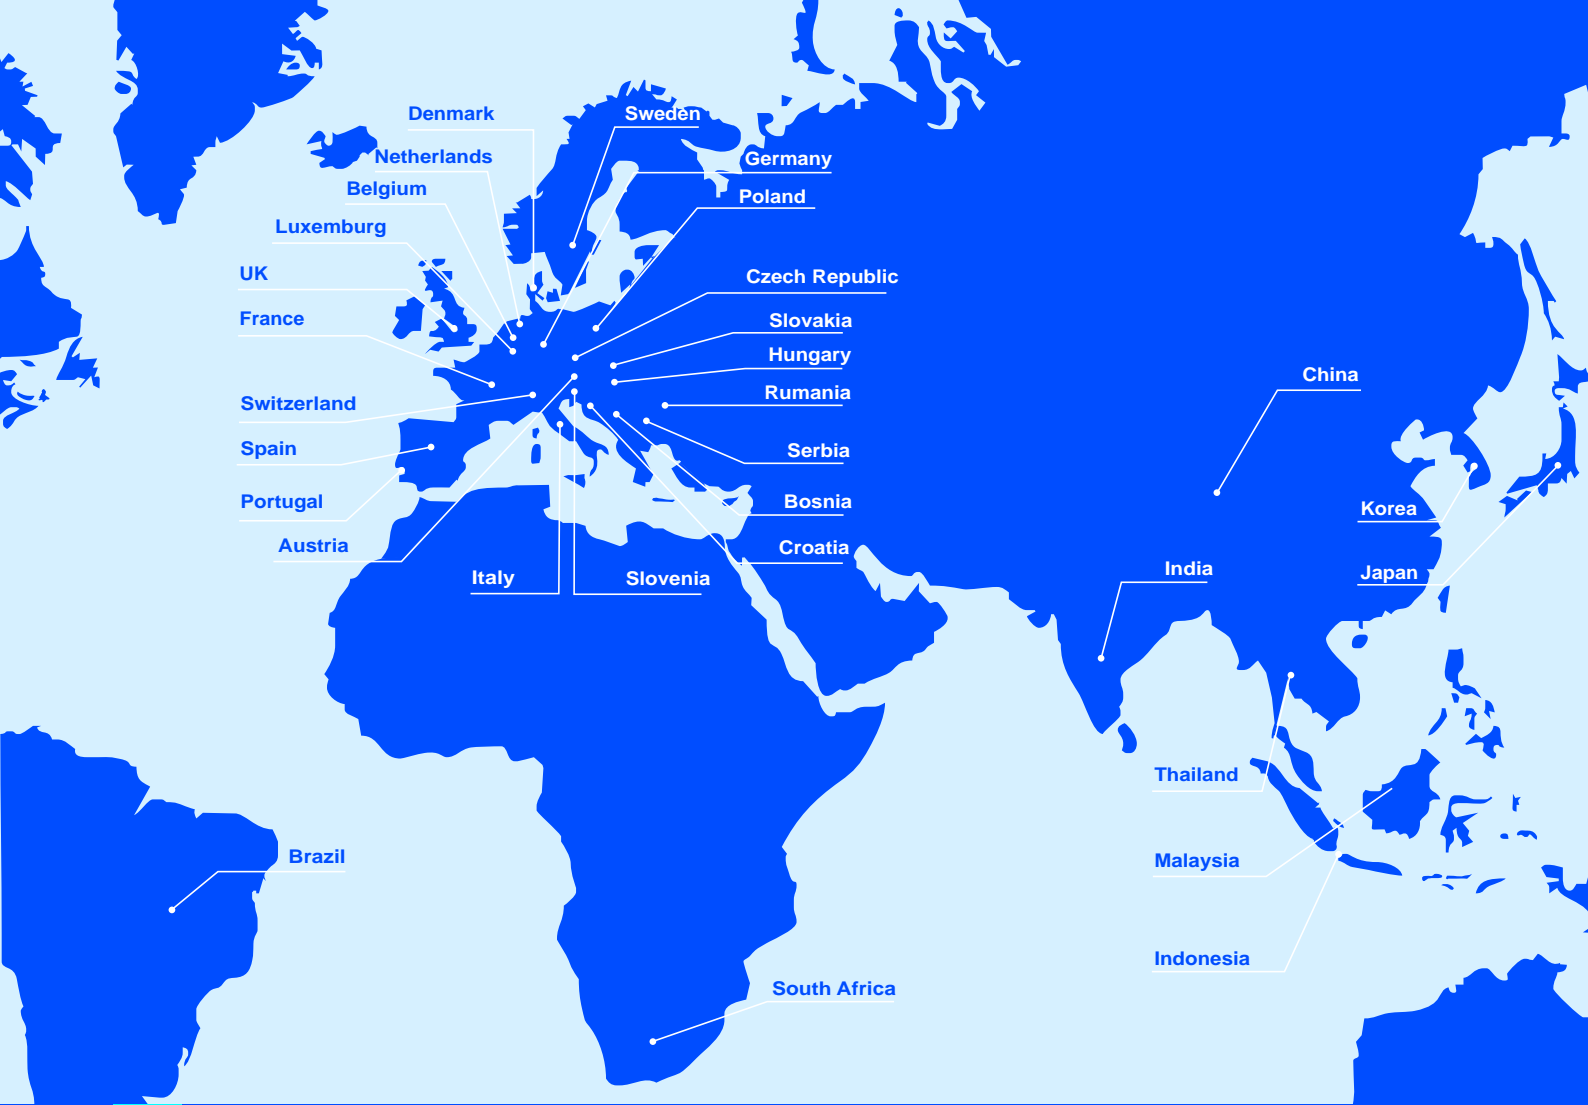 Denmark
Sweden
Netherlands
Germany
Belgium
Poland
Luxemburg
UK
Czech Republic
France
Slovakia
Hungary
China
Switzerland
Rumania
Spain
Serbia
Portugal
Bosnia
Korea
Austria
Croatia
Italy
Slovenia
India
Japan
Thailand
Brazil
Malaysia
Indonesia
South Africa